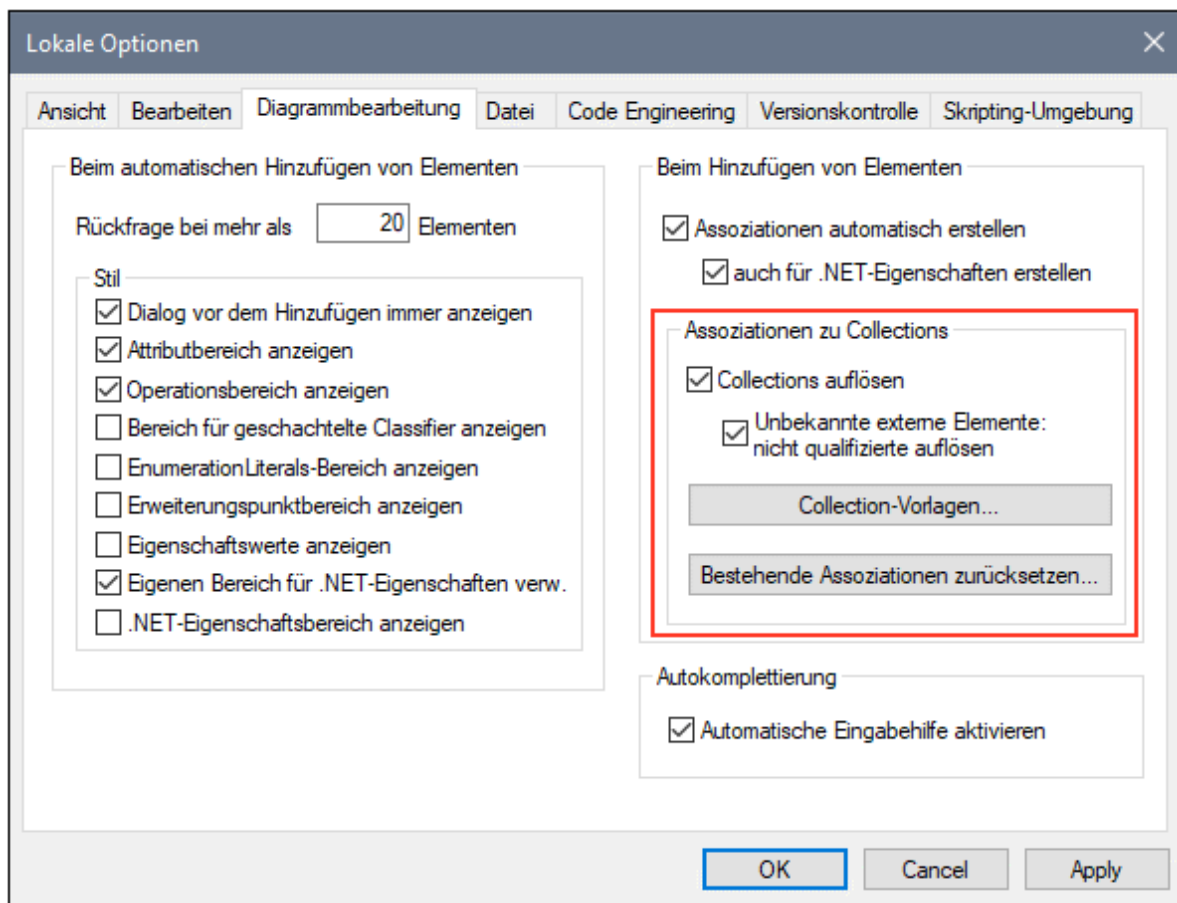 Lokale Optionen
Ansicht Bearbeiten Diagrammbearbeitung Datei Code Engineering Versionskontrolle Skripting-Umgebung
Beim automatischen Hinzufügen von Elementen
Rückfrage bei mehr als 20 Elementen
Stil
Dialog vor dem Hinzufügen immer anzeigen
Attributbereich anzeigen
Operationsbereich anzeigen
Bereich für geschachtelte Classifier anzeigen
EnumerationLiterals-Bereich anzeigen
Erweiterungspunktbereich anzeigen
Eigenschaftswerte anzeigen
Eigenen Bereich für .NET-Eigenschaften verw.
.NET-Eigenschaftsbereich anzeigen
Beim Hinzufügen von Elementen
Assoziationen automatisch erstellen
auch für .NET-Eigenschaften erstellen
Assoziationen zu Collections
Collections auflösen
Unbekannte externe Elemente:
nicht qualifizierte auflösen
Collection-Vorlagen...
Bestehende Assoziationen zurücksetzen...
Autokomplettierung
Automatische Eingabehilfe aktivieren
OK Cancel Apply